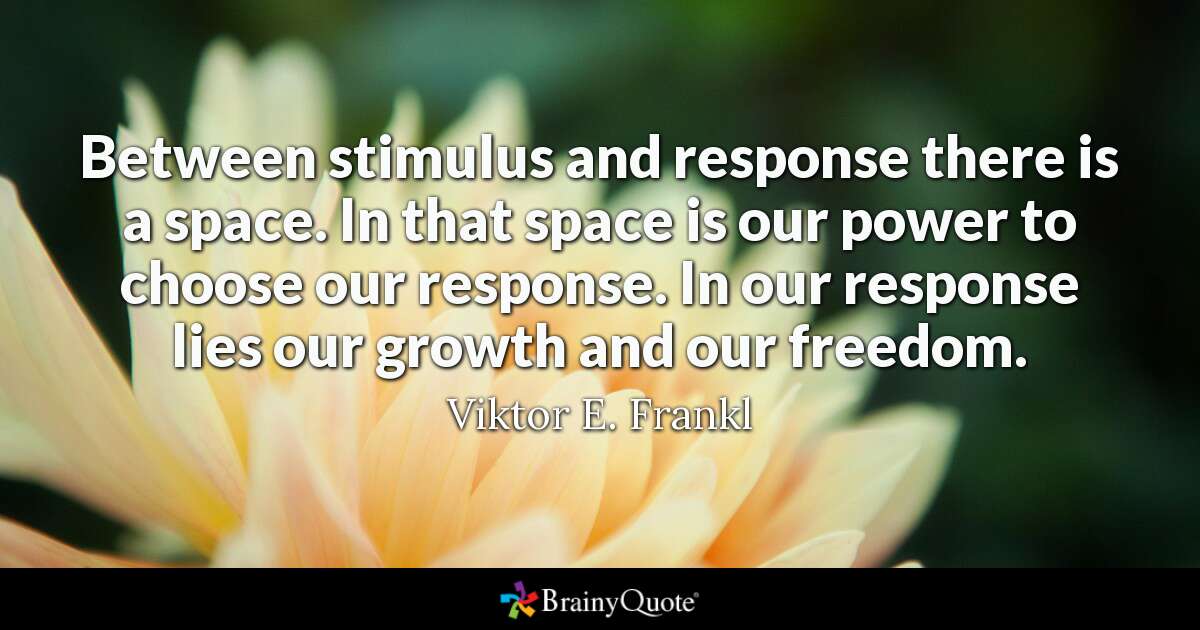 Between stimulus and response there is
a space. In that space is our power to
choose our response. In our response
lies our growth and our freedom.
Viktor E. Frankl
BrainyQuote®